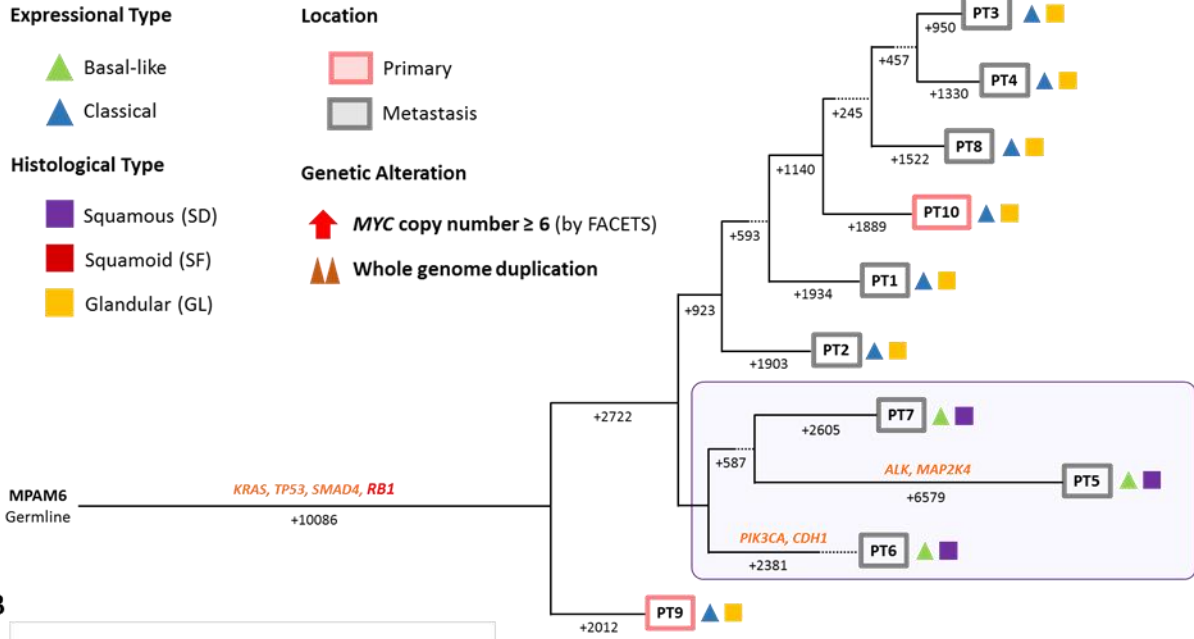 Expressional Type
Basal-like
Classical
Histological Type
Squamous (SD)
Squamoid (SF)
Glandular (GL)
Location
Primary
Metastasis
Genetic Alteration
MYC copy number ≥ 6 (by FACETS)
Whole genome duplication
PT3
+950
+457
PT4
+1330
+245
PT8
+1522
+1140
PT10
+1889
+593
PT1
+1934
+923
PT2
+1903
+2722
PT7
+2605
+587
ALK, MAP2K4
PT5
+6579
PIK3CA, CDH1
PT6
+2381
KRAS, TP53, SMAD4, RB1
MPAM6
Germline
+10086
PT9
+2012
B